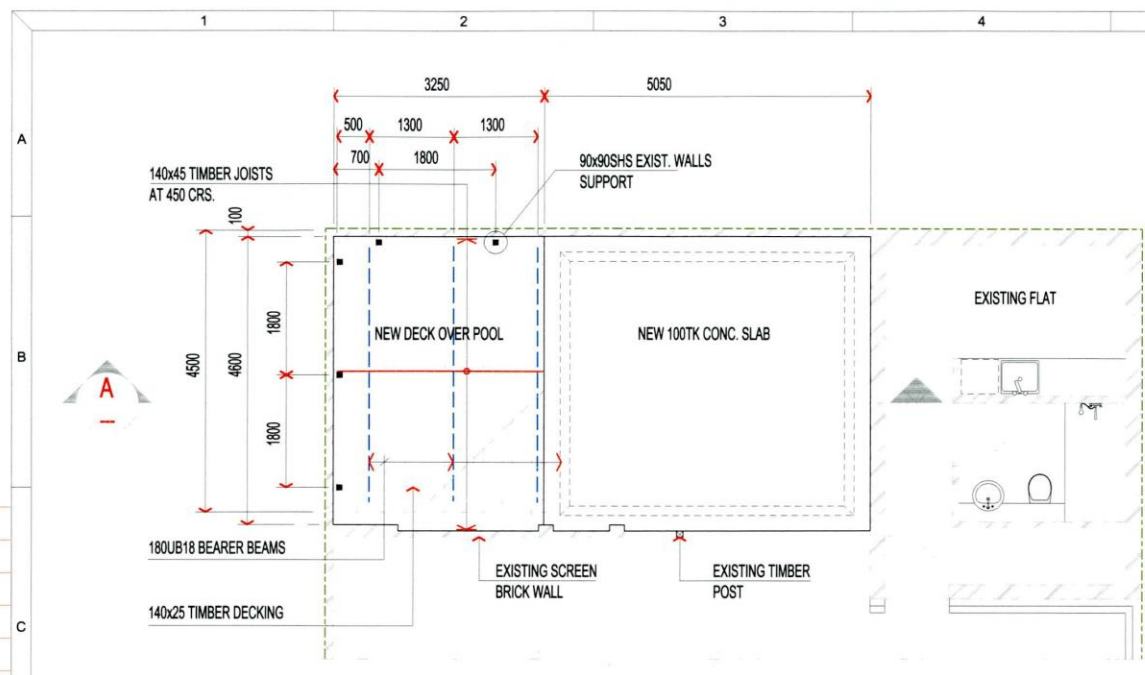 1
2
3
4
A
B
C
3250
5050
500
1300
1300
700
1800
140x45 TIMBER JOISTS
AT 450 CRS.
90x90SHS EXIST. WALLS
SUPPORT
100
EXISTING FLAT
1800
NEW DECK OVER POOL
NEW 100TK CONC. SLAB
4500
4600
A
1800
180UB18 BEARER BEAMS
EXISTING SCREEN
BRICK WALL
EXISTING TIMBER
POST
140x25 TIMBER DECKING